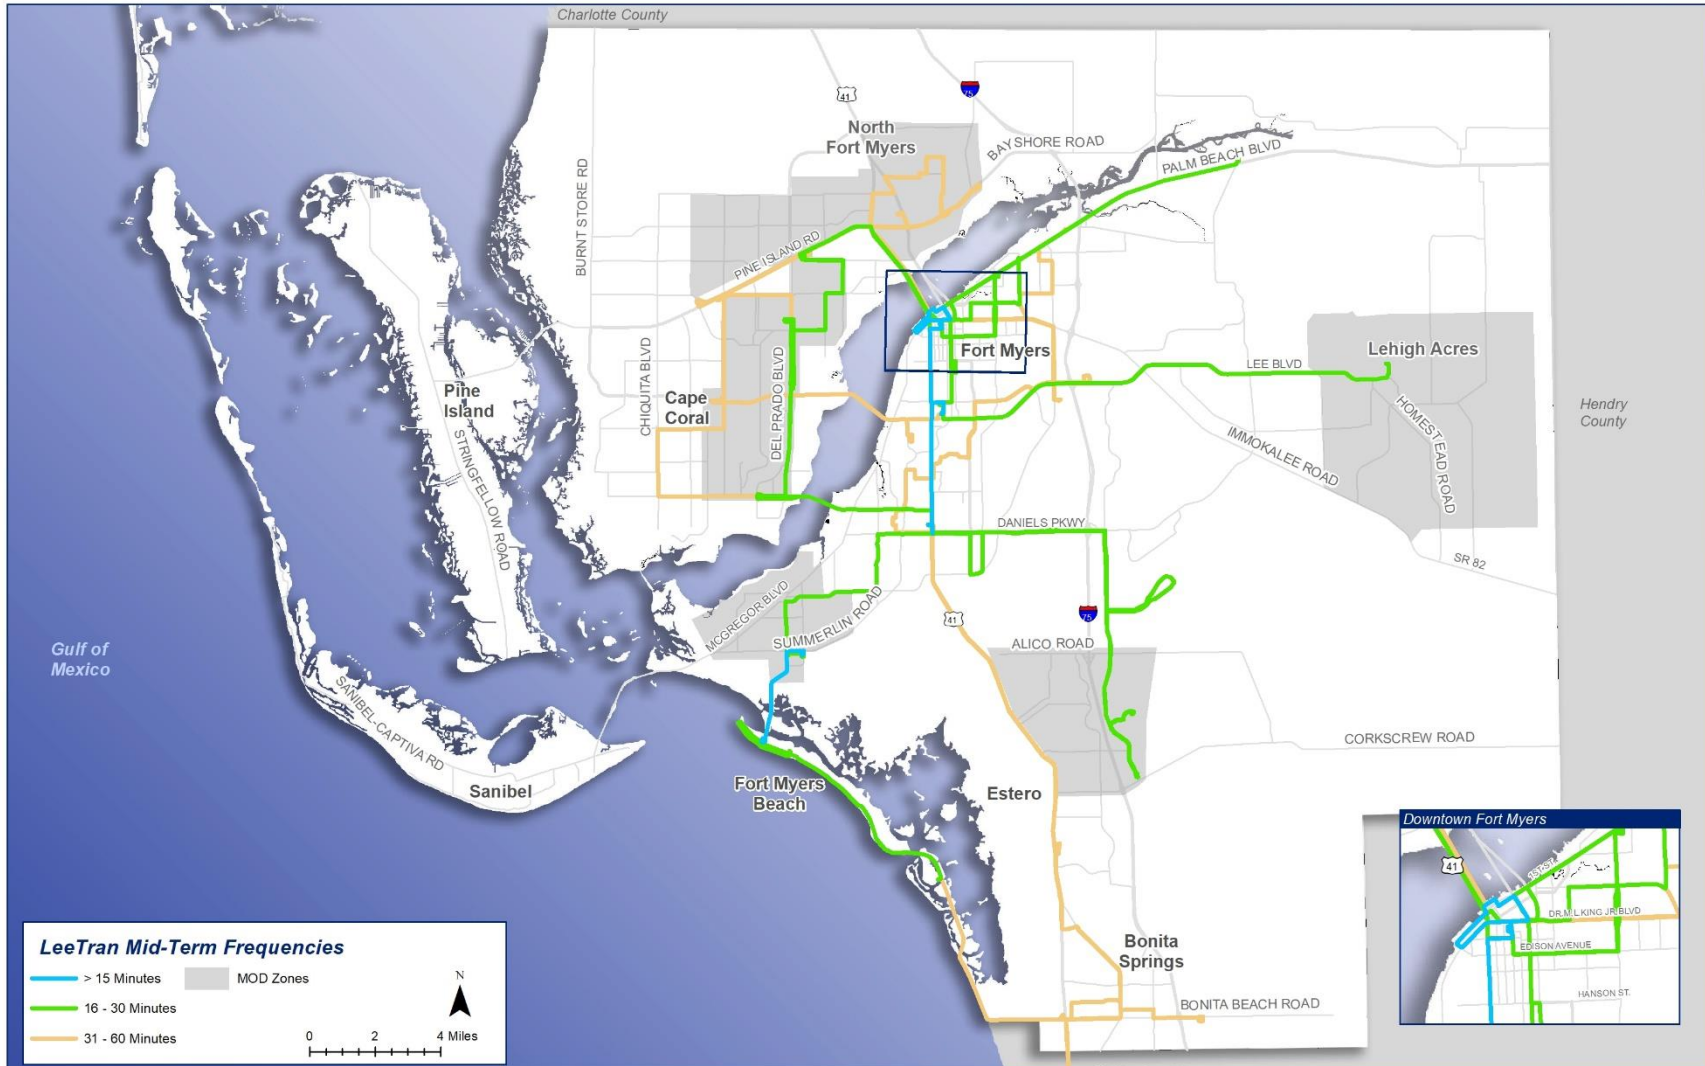 Charlotte County
41
75
North
Fort Myers
BAYSHORE ROAD
PALM BEACH BLVD
BURNT STORE RD
PINE ISLAND RD
Fort Myers
LEE BLVD
Lehigh Acres
Hendry
County
CHIQUITA BLVD
Cape
Coral
DEL PRADO BLVD
Pine
Island
STRINGFELLOW ROAD
HOMESTEAD ROAD
IMMOKALEE ROAD
DANIELS PKWY
SR 82
MCGREGOR BLVD
SUMMERLIN ROAD
41
75
ALICO ROAD
Gulf of
Mexico
SANIBEL-CAPTIVA RD
Sanibel
CORKSCREW ROAD
Fort Myers
Beach
Estero
Bonita
Springs
BONITA BEACH ROAD
Downtown Fort Myers
41
1ST ST.
DR. M.L.KING JR. BLVD
EDISON AVENUE
HANSON ST.
LeeTran Mid-Term Frequencies
> 15 Minutes
MOD Zones
N
16 - 30 Minutes
31 - 60 Minutes
0 2 4 Miles